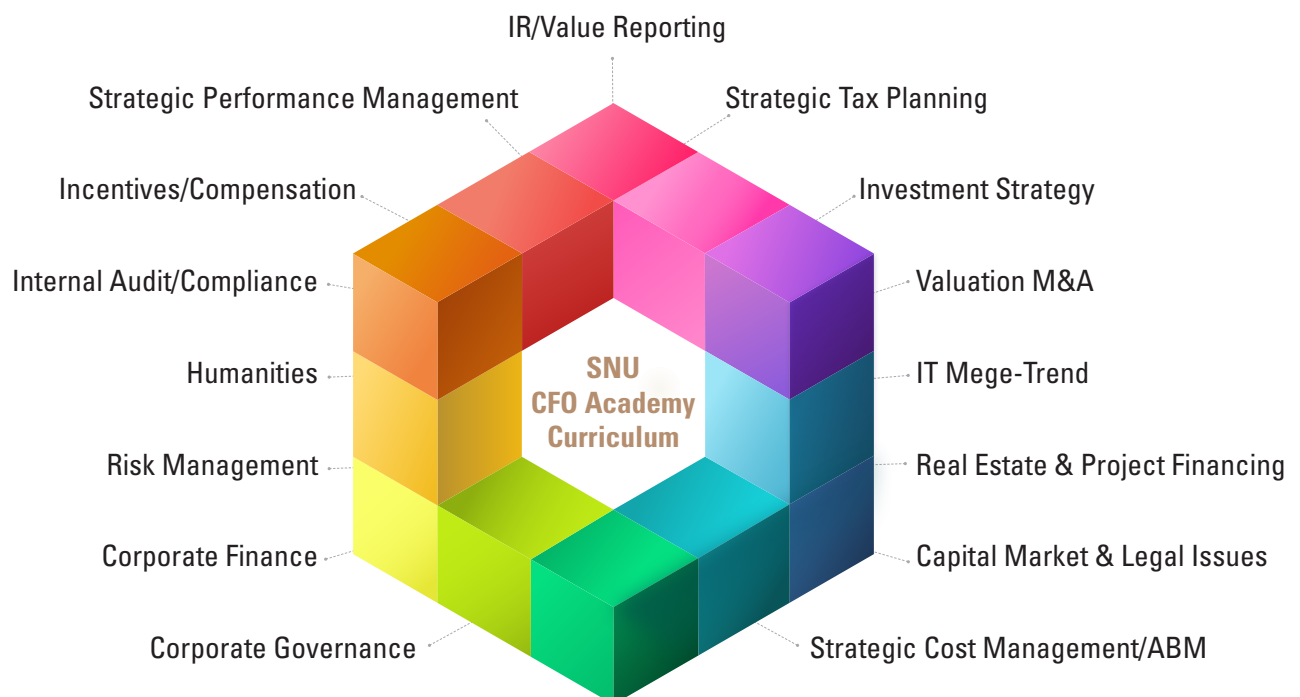 IR/Value Reporting
Strategic Performance Management
Strategic Tax Planning
Incentives/Compensation
Investment Strategy
Internal Audit/Compliance
Valuation M&A
SNU
CFO Academy
Curriculum
Humanities
IT Mege-Trend
Risk Management
Real Estate & Project Financing
Corporate Finance
Capital Market & Legal Issues
Corporate Governance
Strategic Cost Management/ABM